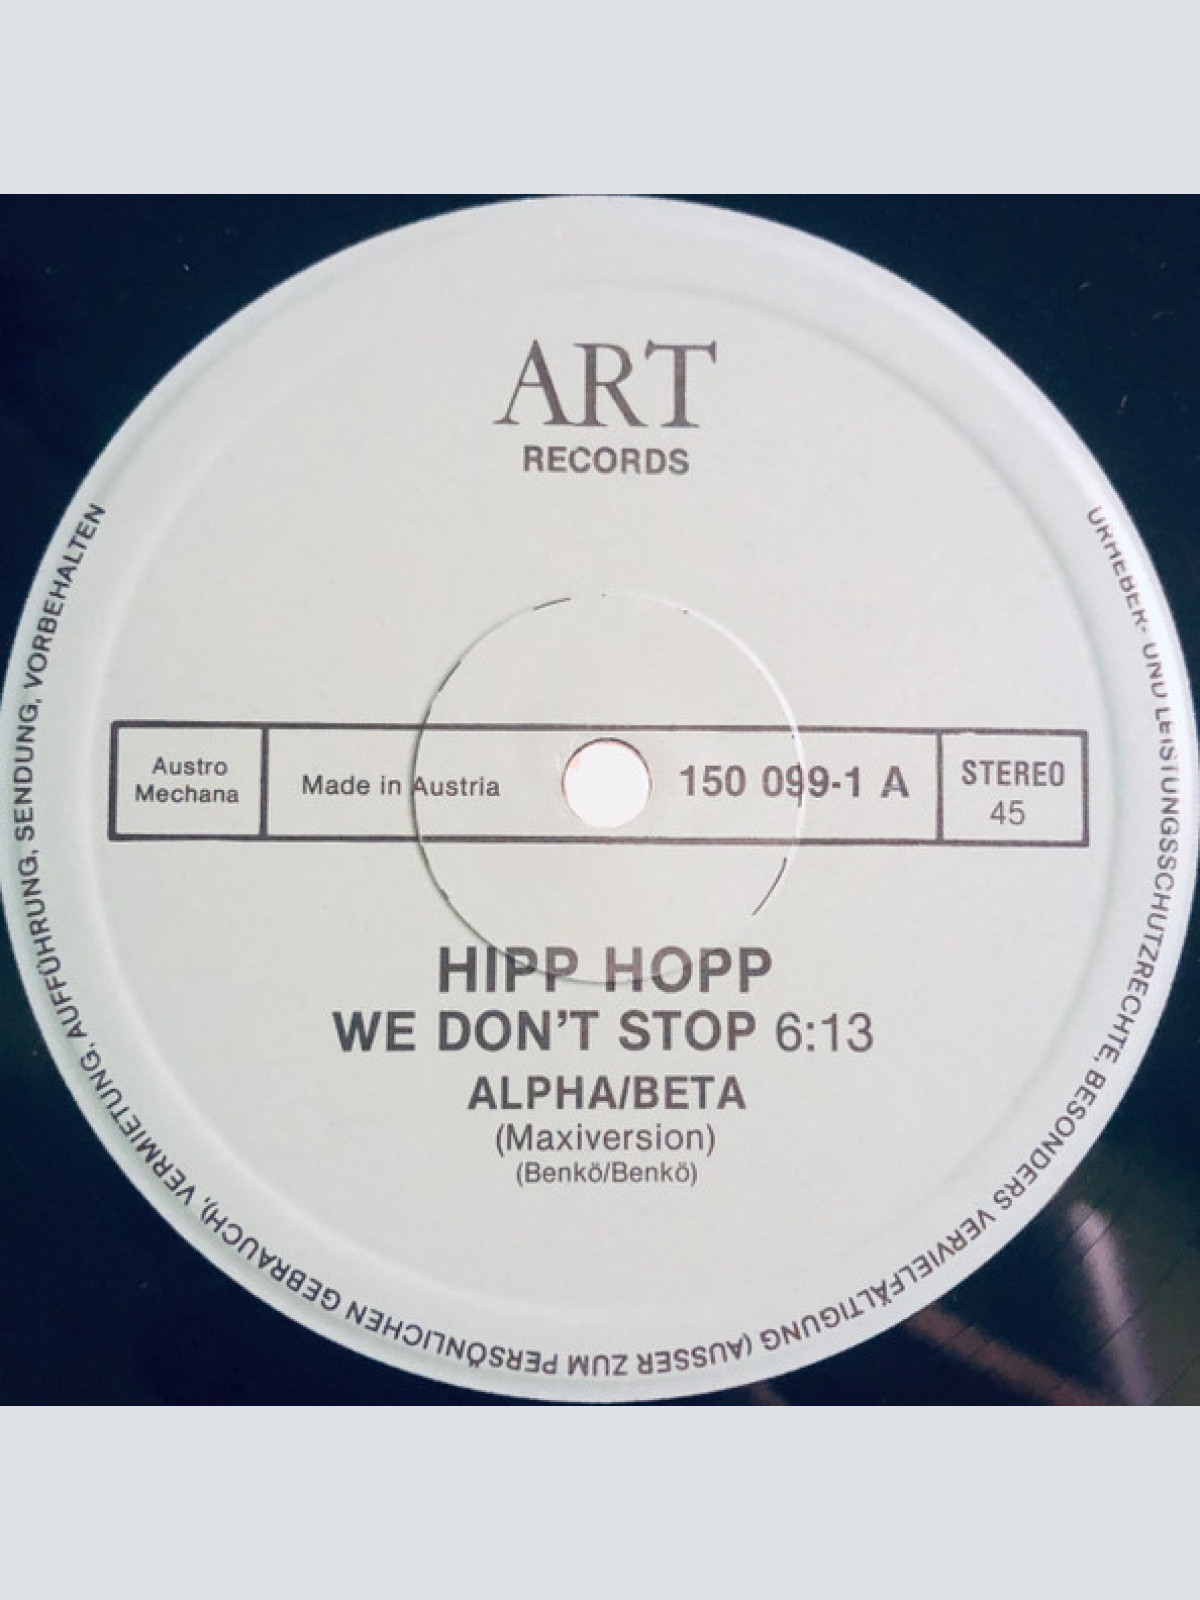 ART
RECORDS
Austro
Mechana
Made in Austria
150 099-1 A
STEREO
45
HIPP HOPP
WE DON'T STOP 6:13
ALPHA/BETA
(Maxiversion)
(Benkö/Benkö)
URHEBER- UND LEISTUNGSSCHUTZRECHTE, BESONDERS VERVIELFÄLTIGUNG (AUSSER ZUM PERSÖNLICHEN GEBRAUCH), VERMIETUNG, AUFFÜHRUNG, SENDUNG, VORBEHALTEN